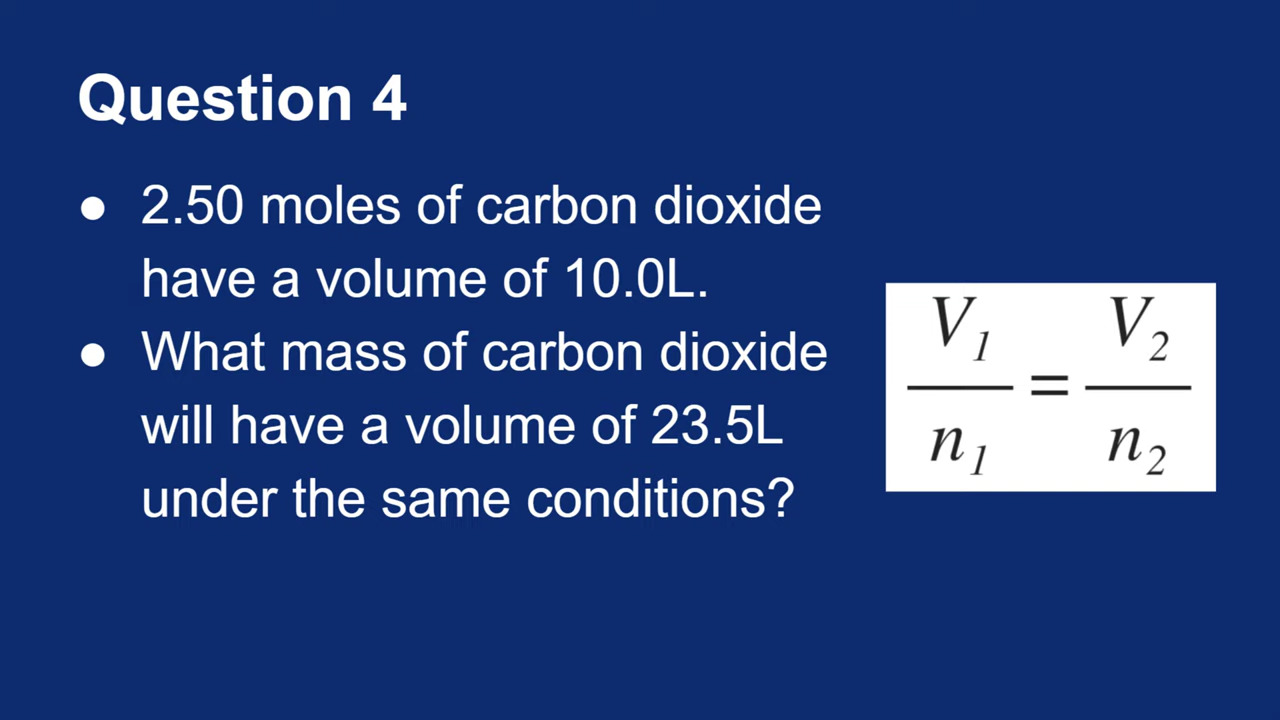 Question 4
● 2.50 moles of carbon dioxide
have a volume of 10.0L.
● What mass of carbon dioxide
will have a volume of 23.5L
under the same conditions?
V₁/n₁ = V₂/n₂